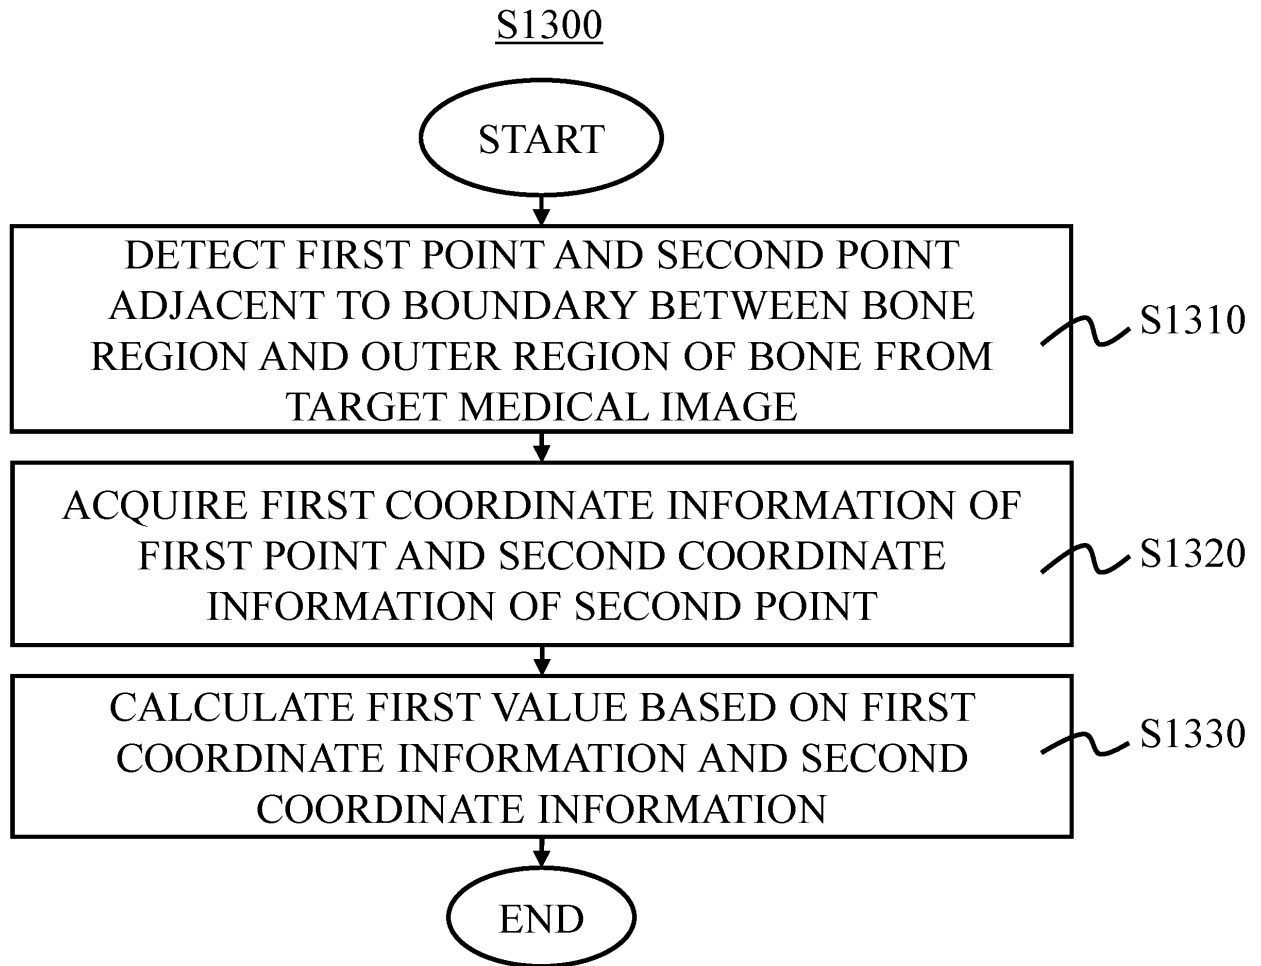 S1300
START
DETECT FIRST POINT AND SECOND POINT
ADJACENT TO BOUNDARY BETWEEN BONE
REGION AND OUTER REGION OF BONE FROM
TARGET MEDICAL IMAGE
S1310
ACQUIRE FIRST COORDINATE INFORMATION OF
FIRST POINT AND SECOND COORDINATE
INFORMATION OF SECOND POINT
S1320
CALCULATE FIRST VALUE BASED ON FIRST
COORDINATE INFORMATION AND SECOND
COORDINATE INFORMATION
S1330
END